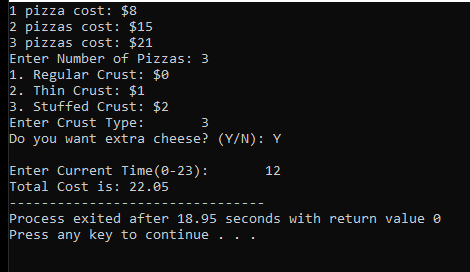 1 pizza cost: $8
2 pizzas cost: $15
3 pizzas cost: $21
Enter Number of Pizzas: 3
1. Regular Crust: $0
2. Thin Crust: $1
3. Stuffed Crust: $2
Enter Crust Type:       3
Do you want extra cheese? (Y/N): Y

Enter Current Time(0-23):       12
Total Cost is: 22.05
--------------------------------
Process exited after 18.95 seconds with return value 0
Press any key to continue . . .